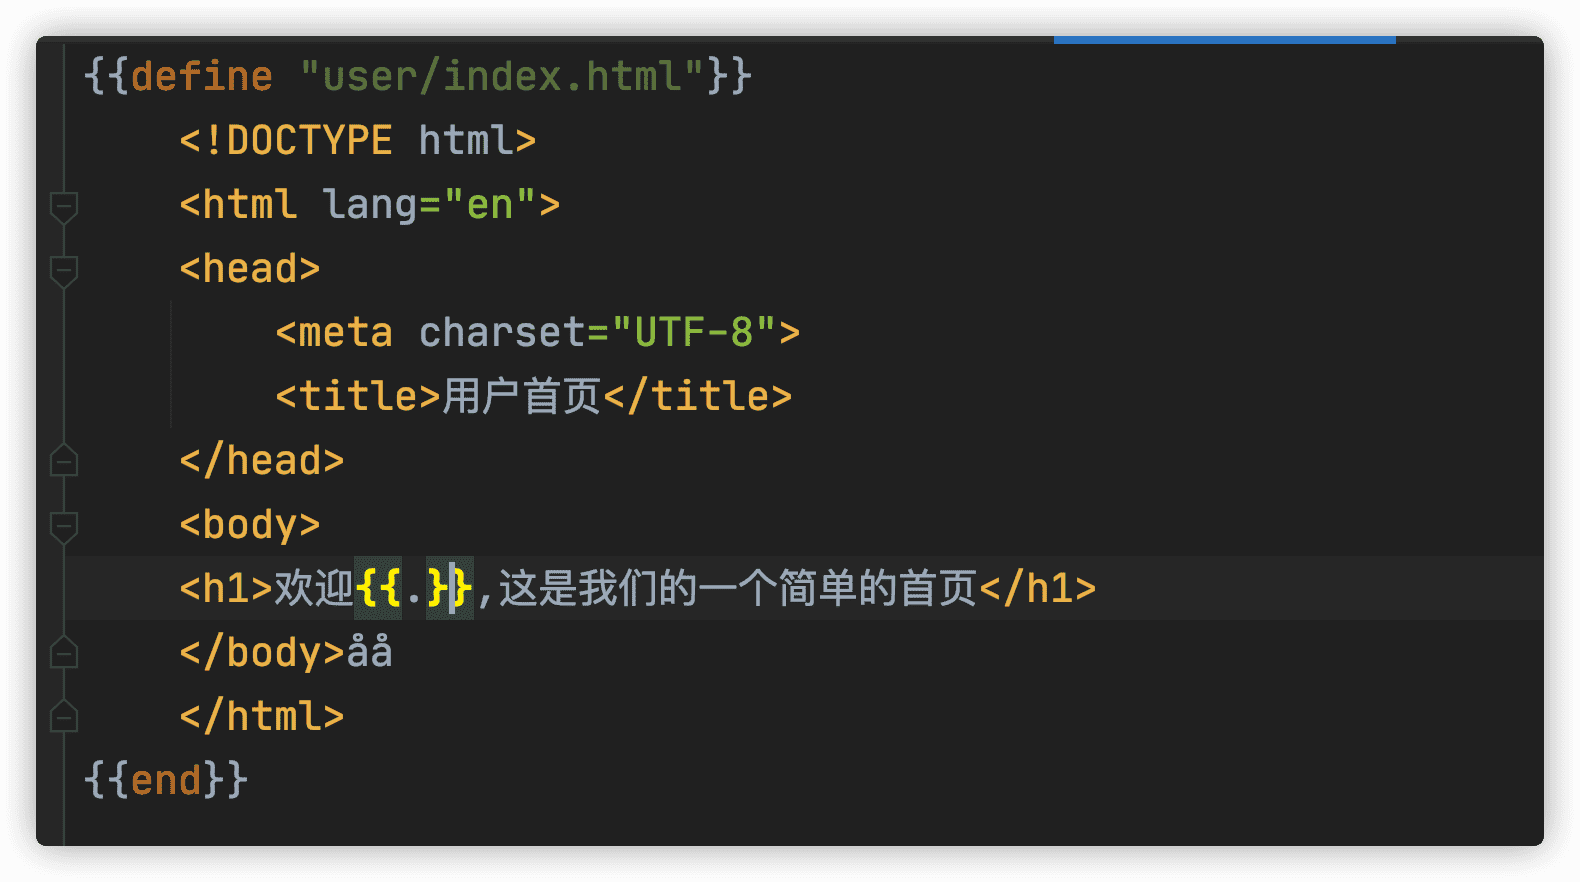 {{define "user/index.html"}}
<!DOCTYPE html>
<html lang="en">
<head>
<meta charset="UTF-8">
<title>用户首页</title>
</head>
<body>
<h1>欢迎{{.}},这是我们的一个简单的首页</h1>
</body>åå
</html>
{{end}}